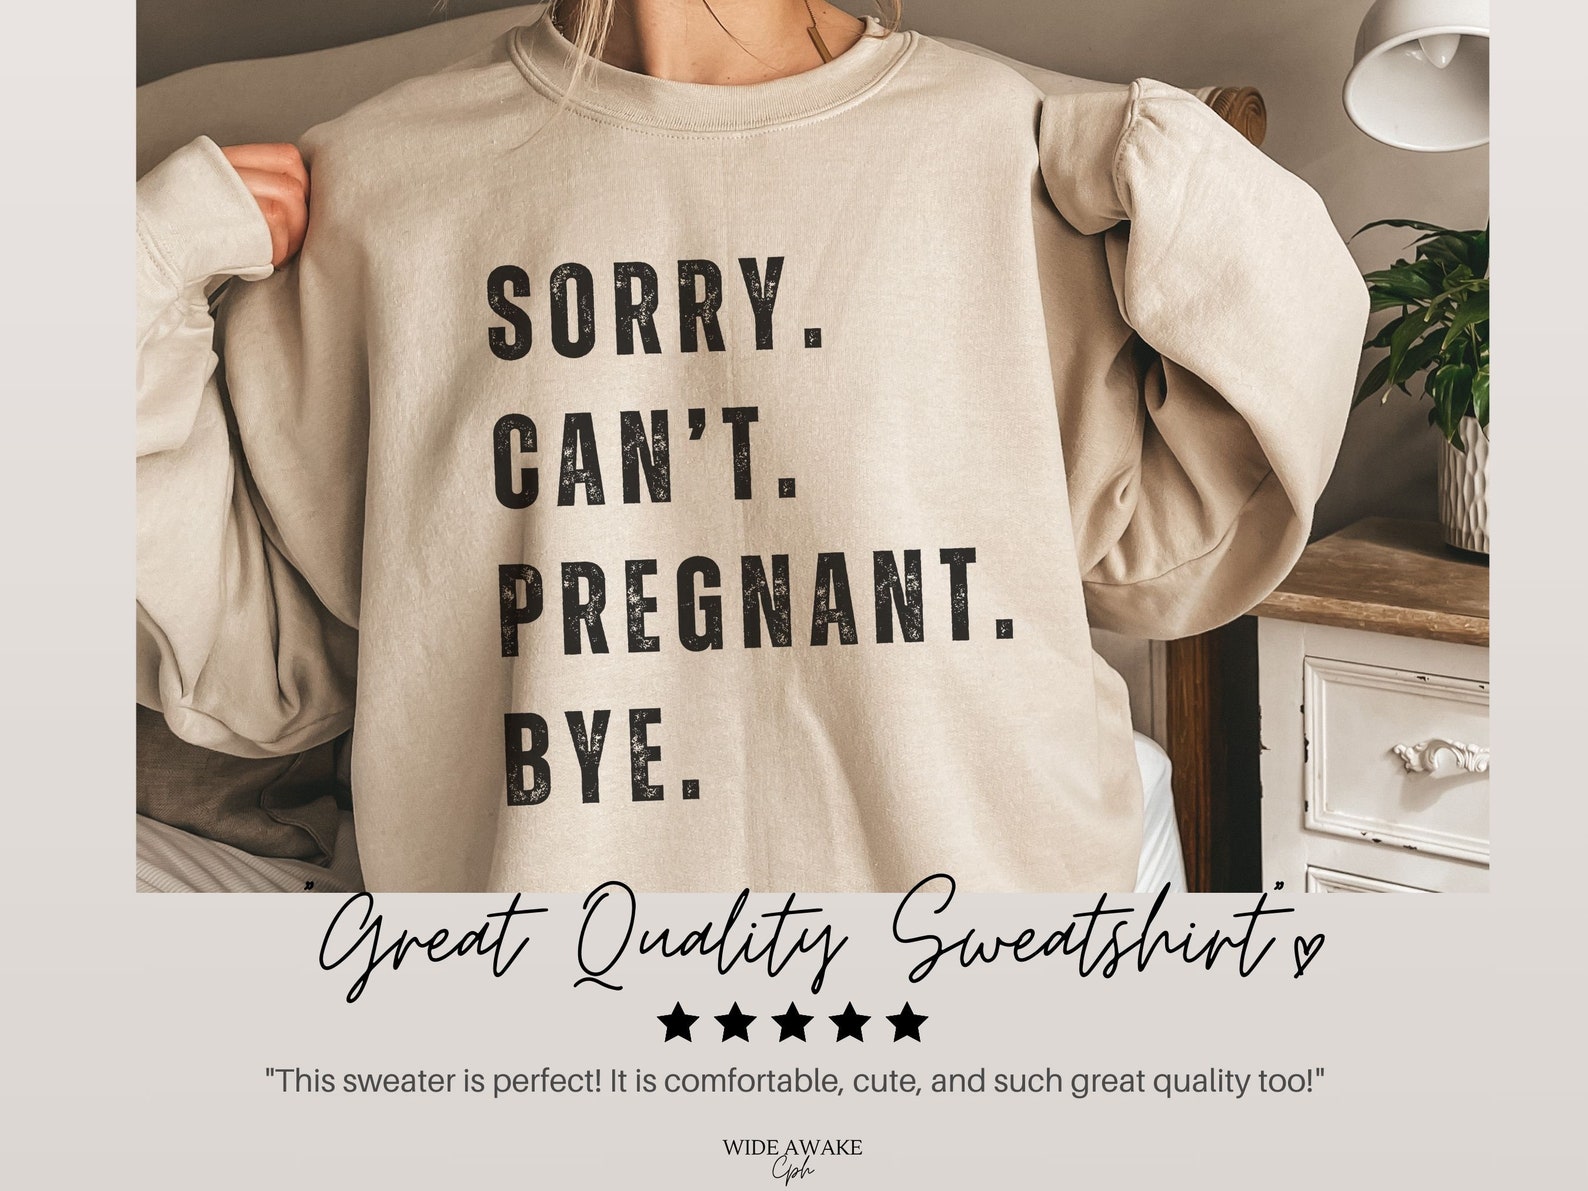 SORRY.
CAN'T.
PREGNANT.
BYE.
"Great Quality Sweatshirt"
"This sweater is perfect! It is comfortable, cute, and such great quality too!"
WIDE AWAKE
Cph